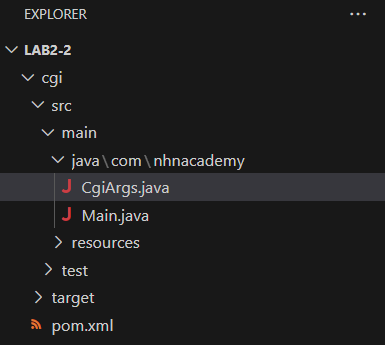 EXPLORER ...
LAB2-2
cgi
src
main
java\com\nhnacademy
CgiArgs.java
Main.java
resources
test
target
pom.xml